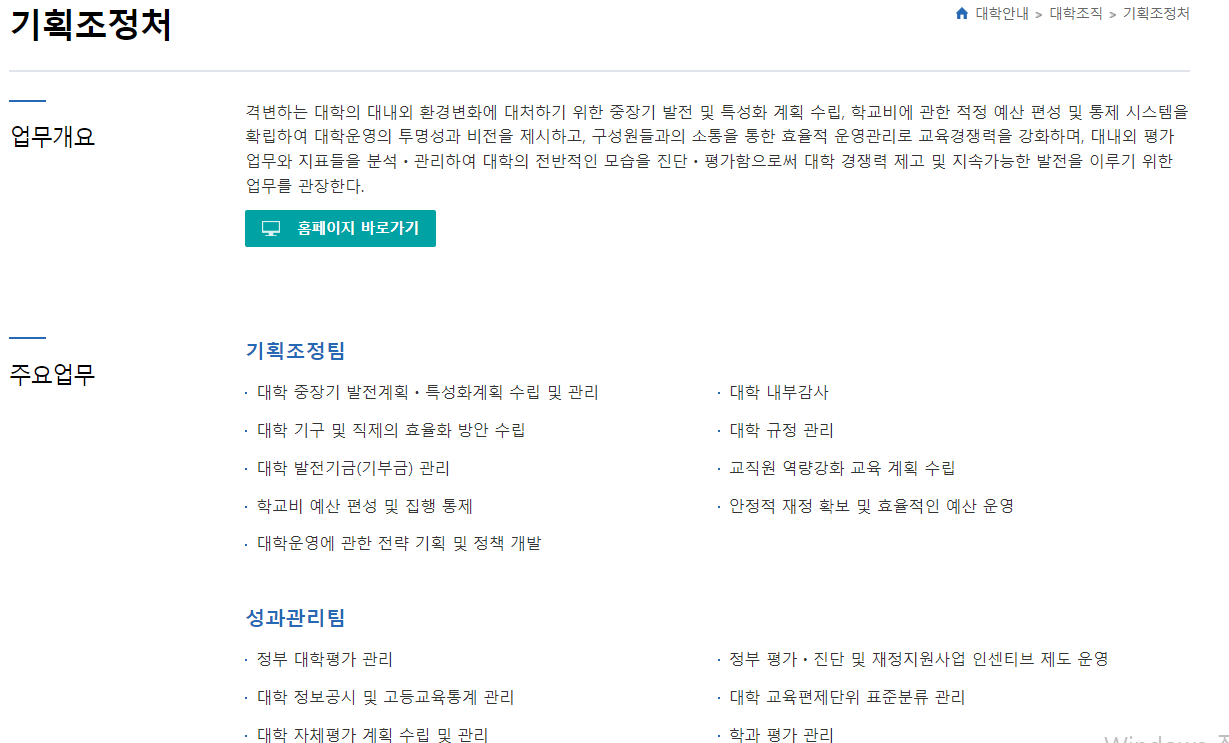 기획조정처
대학안내 > 대학조직 > 기획조정처
업무개요
격변하는 대학의 대내외 환경변화에 대처하기 위한 중장기 발전 및 특성화 계획 수립, 학교비에 관한 적정 예산 편성 및 통제 시스템을
확립하여 대학운영의 투명성과 비전을 제시하고, 구성원들과의 소통을 통한 효율적 운영관리로 교육경쟁력을 강화하며, 대내외 평가
업무와 지표들을 분석・관리하여 대학의 전반적인 모습을 진단・평가함으로써 대학 경쟁력 제고 및 지속가능한 발전을 이루기 위한
업무를 관장한다.
홈페이지 바로가기
주요업무
기획조정팀
· 대학 중장기 발전계획・특성화계획 수립 및 관리
· 대학 내부감사
· 대학 기구 및 직제의 효율화 방안 수립
· 대학 규정 관리
· 대학 발전기금(기부금) 관리
· 교직원 역량강화 교육 계획 수립
· 학교비 예산 편성 및 집행 통제
· 안정적 재정 확보 및 효율적인 예산 운영
· 대학운영에 관한 전략 기획 및 정책 개발
성과관리팀
· 정부 대학평가 관리
· 정부 평가・진단 및 재정지원사업 인센티브 제도 운영
· 대학 정보공시 및 고등교육통계 관리
· 대학 교육편제단위 표준분류 관리
· 대학 자체평가 계획 수립 및 관리
· 학과 평가 관리
Windows